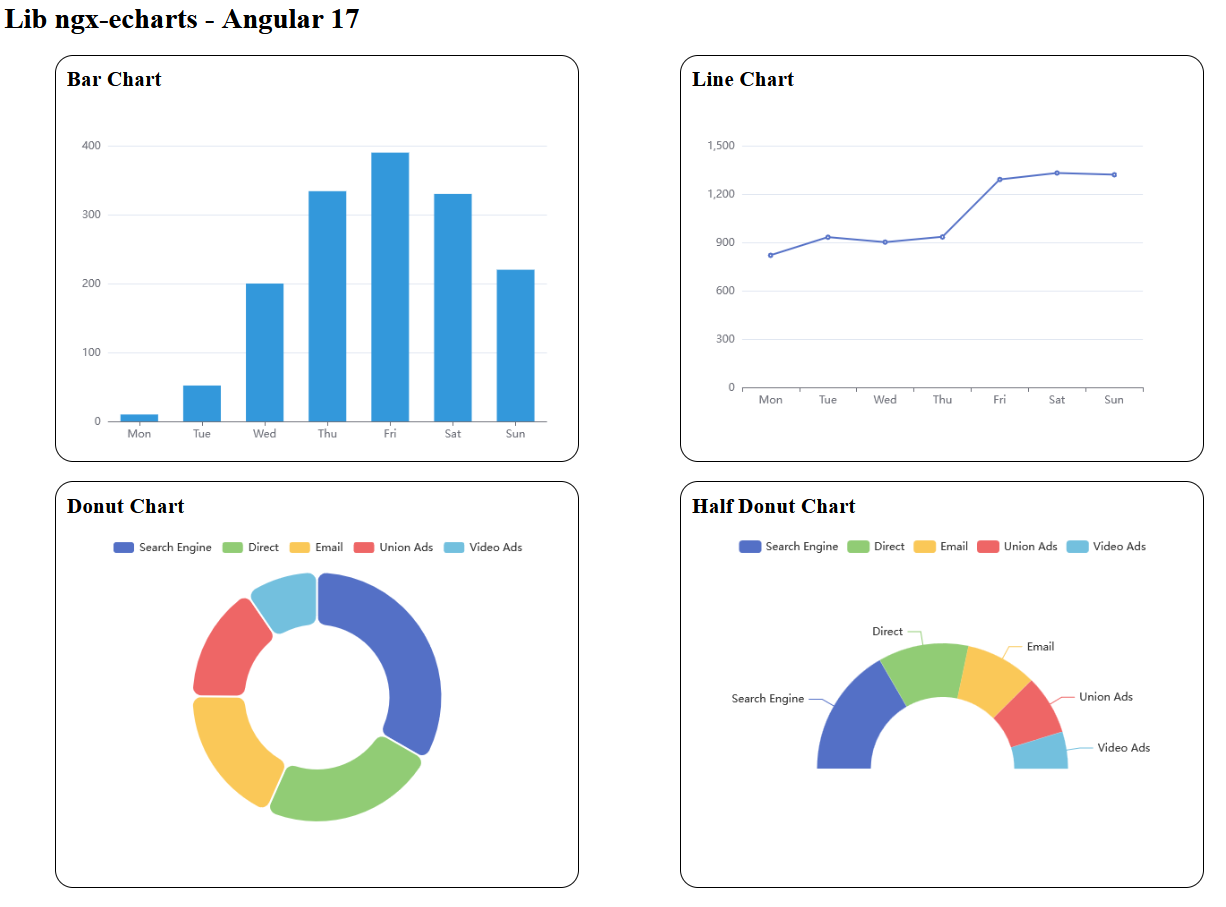 Lib ngx-echarts - Angular 17
Bar Chart
400
300
200
100
0
Mon Tue Wed Thu Fri Sat Sun
Line Chart
1,500
1,200
900
600
300
0
Mon Tue Wed Thu Fri Sat Sun
Donut Chart
Search Engine Direct Email Union Ads Video Ads
Half Donut Chart
Search Engine Direct Email Union Ads Video Ads
Direct
Email
Search Engine
Union Ads
Video Ads